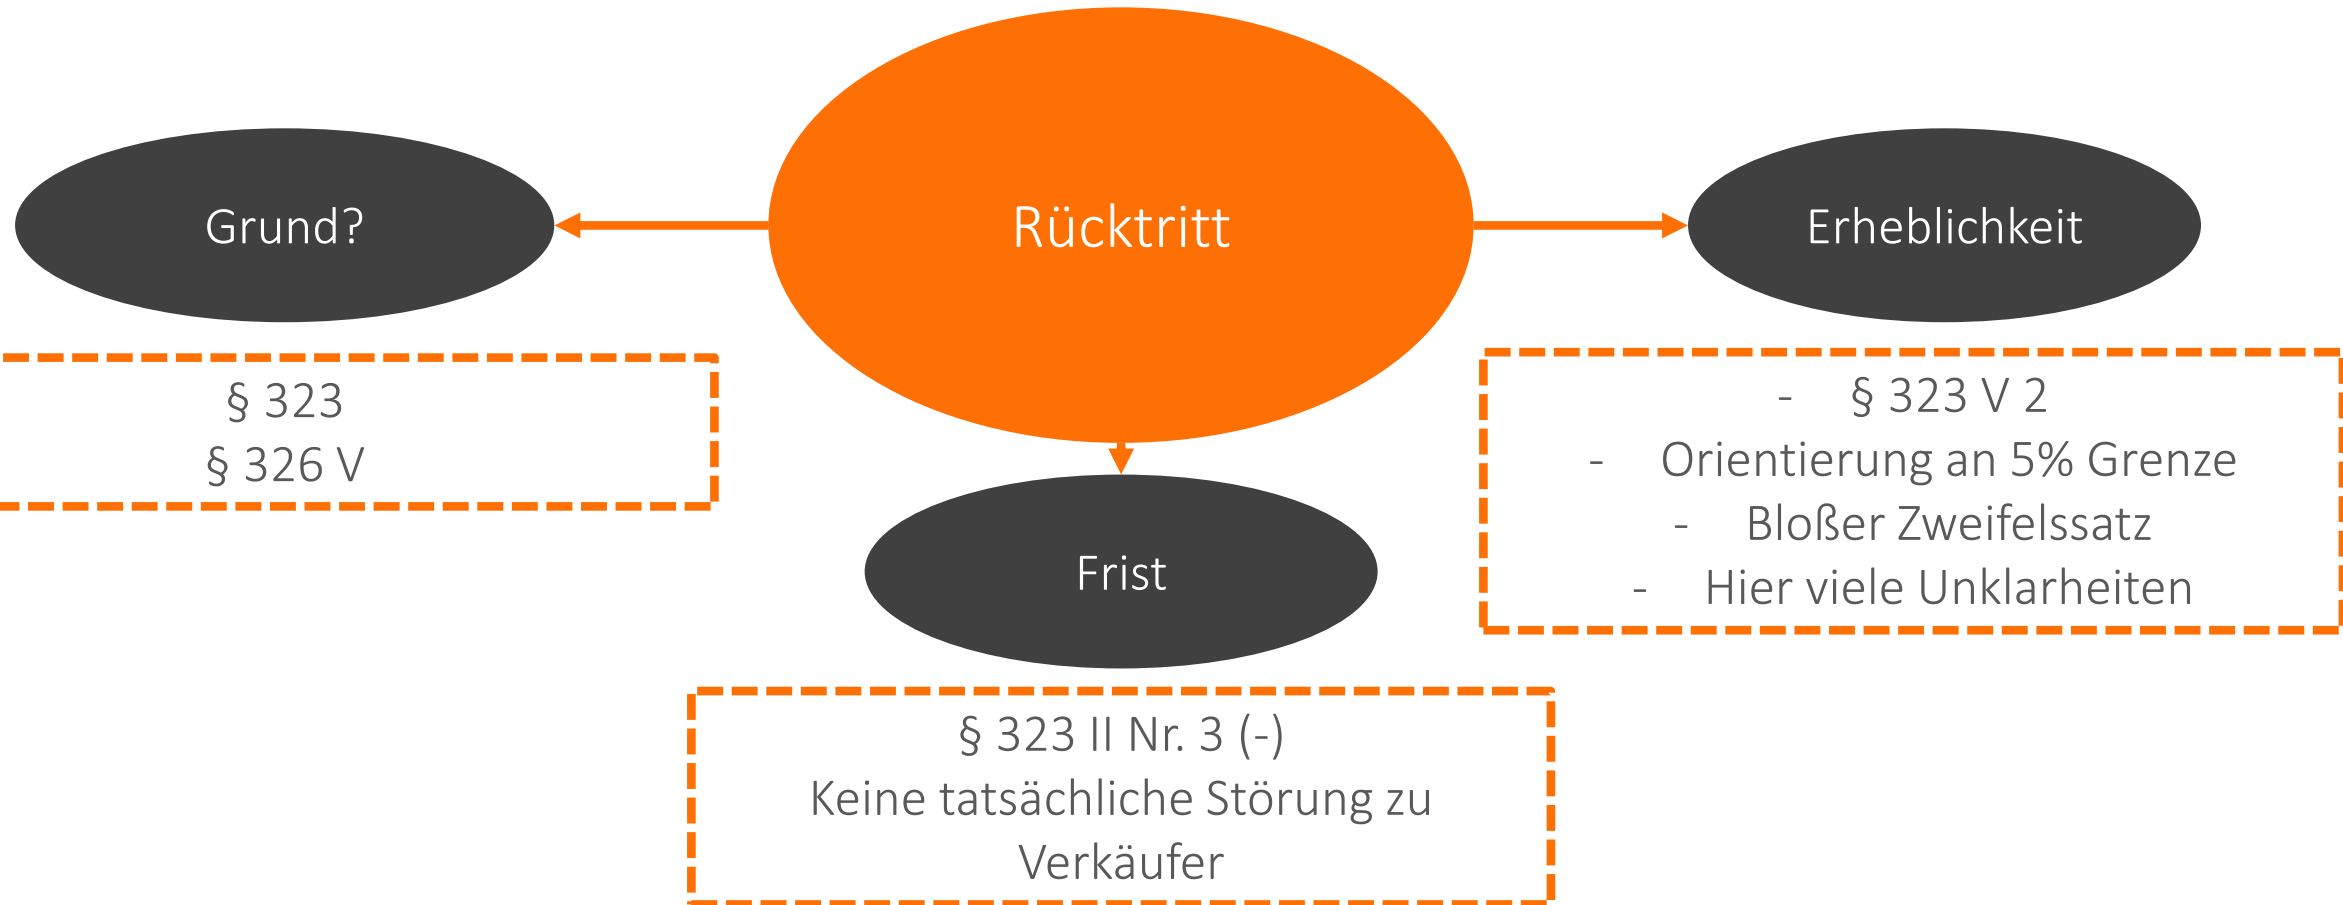 Rücktritt
Grund?
§ 323
§ 326 V
Frist
§ 323 II Nr. 3 (-)
Keine tatsächliche Störung zu
Verkäufer
Erheblichkeit
- § 323 V 2
- Orientierung an 5% Grenze
- Bloßer Zweifelssatz
- Hier viele Unklarheiten